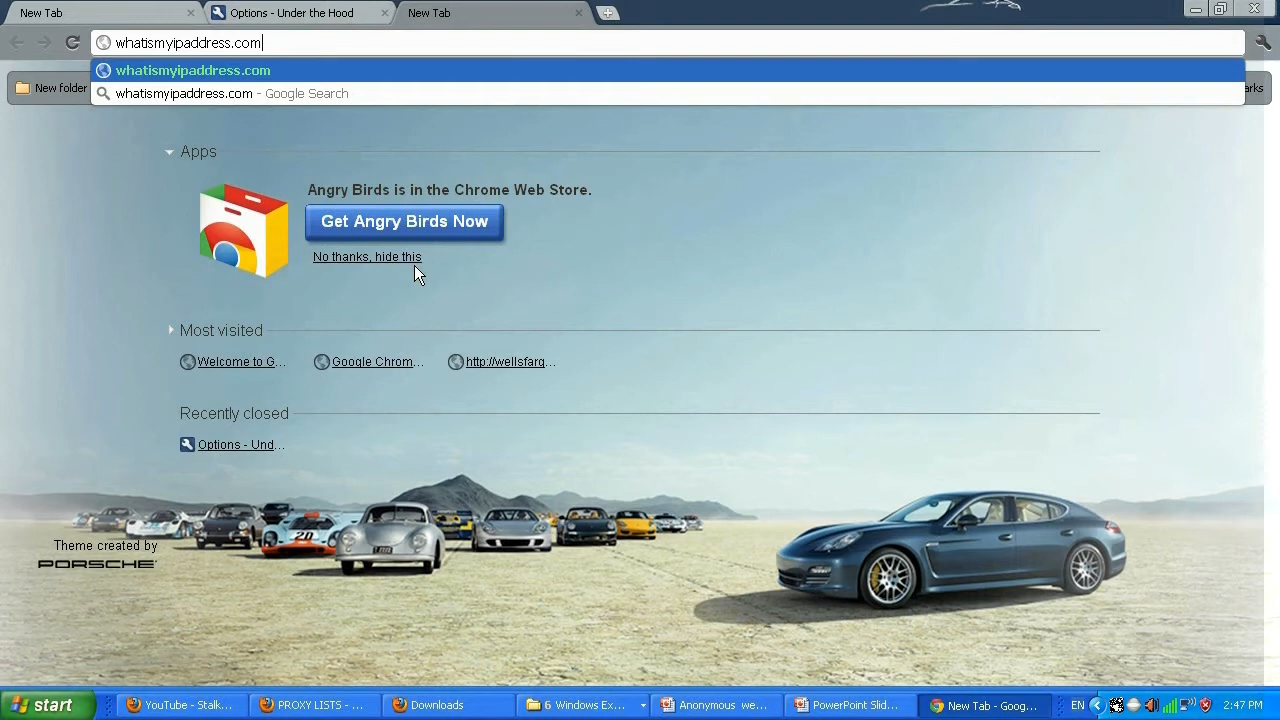 New Tab
Options - Under the Hood
New Tab
whatismyipaddress.com
whatismyipaddress.com
whatismyipaddress.com - Google Search
New folder
arks
Apps
Angry Birds is in the Chrome Web Store.
Get Angry Birds Now
No thanks, hide this
Most visited
Welcome to G...
Google Chrom...
http://wellsfarg...
Recently closed
Options - Und...
20
Theme created by
PORSCHE
start
YouTube - Stalk...
PROXY LISTS - ...
Downloads
6 Windows Ex...
Anonymous we...
PowerPoint Slid...
New Tab - Goog...
EN
2:47 PM